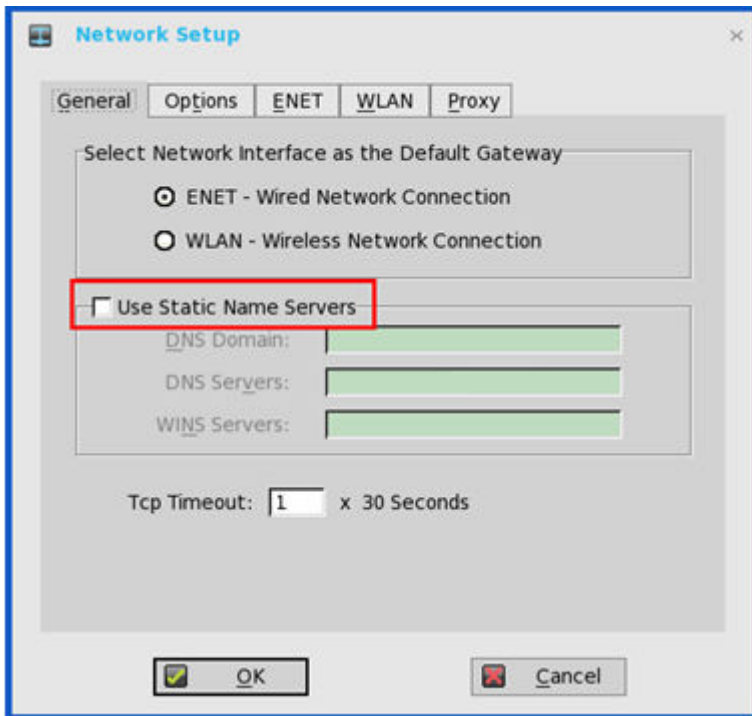 Network Setup
General Options ENET WLAN Proxy
Select Network Interface as the Default Gateway
ENET - Wired Network Connection
WLAN - Wireless Network Connection
Use Static Name Servers
DNS Domain:
DNS Servers:
WINS Servers:
Tcp Timeout: 1 x 30 Seconds
OK Cancel